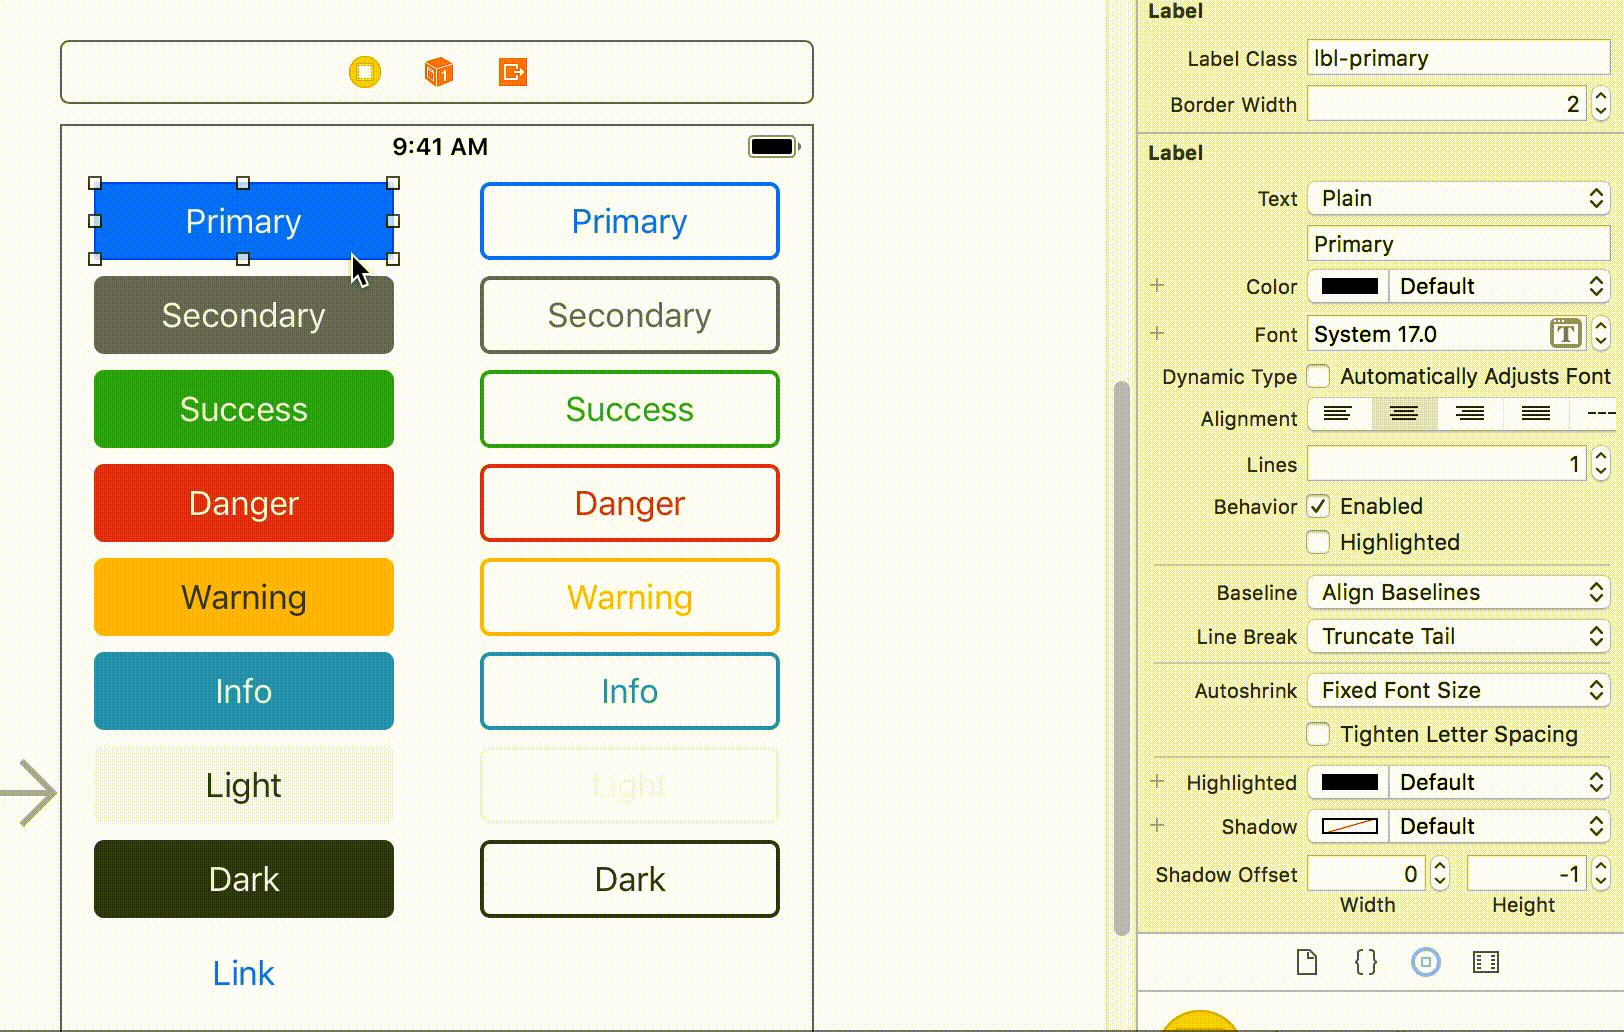 9:41 AM
Primary
Primary
Secondary
Secondary
Success
Success
Danger
Danger
Warning
Warning
Info
Info
Light
Light
Dark
Dark
Link
Label
Label Class lbl-primary
Border Width 2
Label
Text Plain
Primary
Color Default
Font System 17.0 T
Dynamic Type Automatically Adjusts Font
Alignment
Lines 1
Behavior Enabled
Highlighted
Baseline Align Baselines
Line Break Truncate Tail
Autoshrink Fixed Font Size
Tighten Letter Spacing
Highlighted Default
Shadow Default
Shadow Offset 0 -1
Width Height